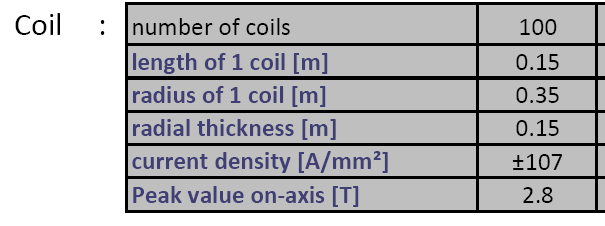 Coil : number of coils 100
length of 1 coil [m] 0.15
radius of 1 coil [m] 0.35
radial thickness [m] 0.15
current density [A/mm²] ±107
Peak value on-axis [T] 2.8